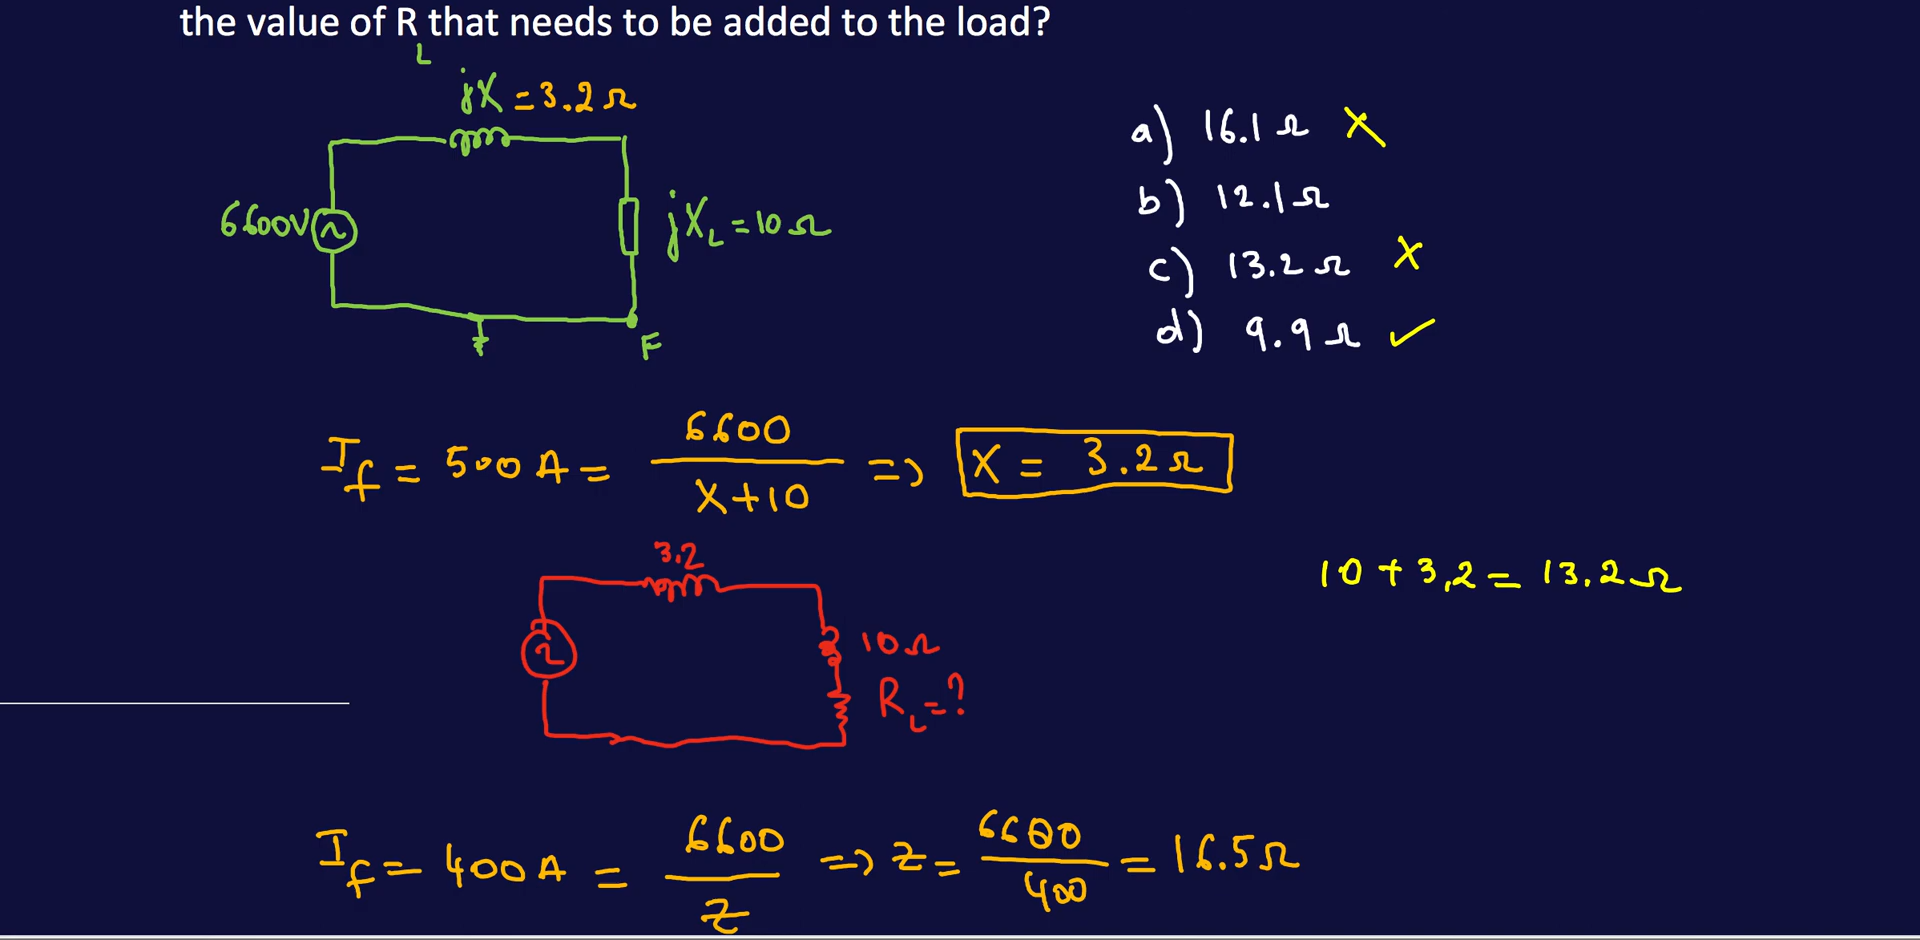 the value of R that needs to be added to the load?
L
jX = 3.2 Ω
6600V
jX_L = 10 Ω
F
a) 16.1 Ω ×
b) 12.1 Ω
c) 13.2 Ω ×
d) 9.9 Ω ✓
I_f = 500 A = 6600 / X + 10 => X = 3.2 Ω
3.2
10 Ω
R_L = ?
10 + 3,2 = 13.2 Ω
I_f = 400 A = 6600 / Z => Z = 6600 / 400 = 16.5 Ω